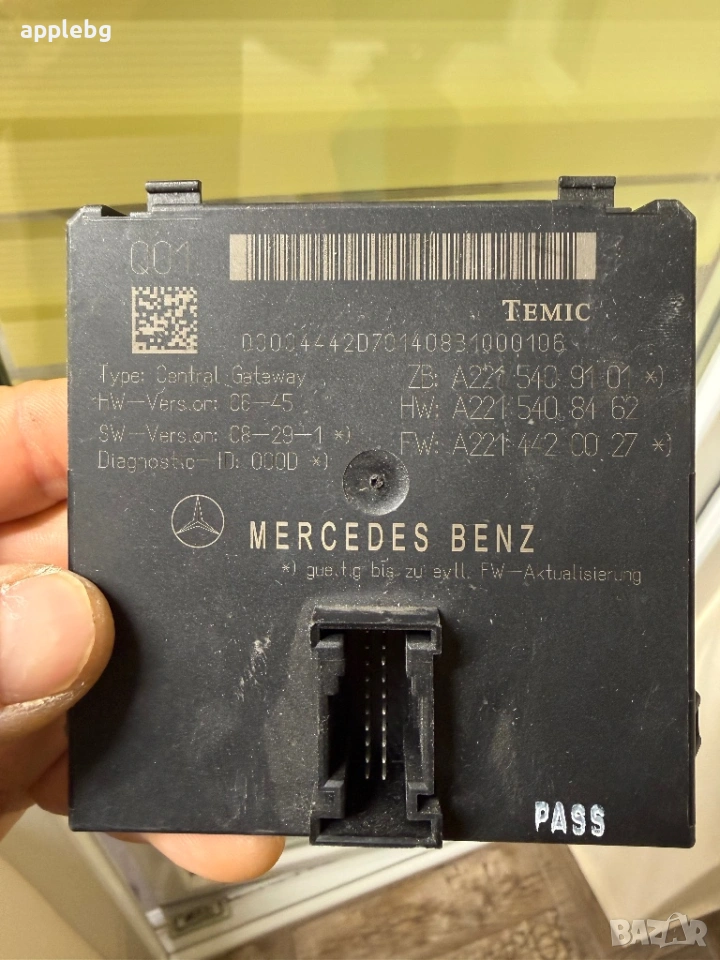 applebg
Q01
TEMIC
00004442D70140831000106
Type: Central Gateway
ZB: A221 540 91 01 *)
HW-Version: 06-45
HW: A221 540 84 62
SW-Version: 08-29-1 *)
FW: A221 442 00 27 *)
Diagnostic-ID: 000D *)
MERCEDES BENZ
*) gueltig bis zu evtl. FW-Aktualisierung
PASS
BAZAR